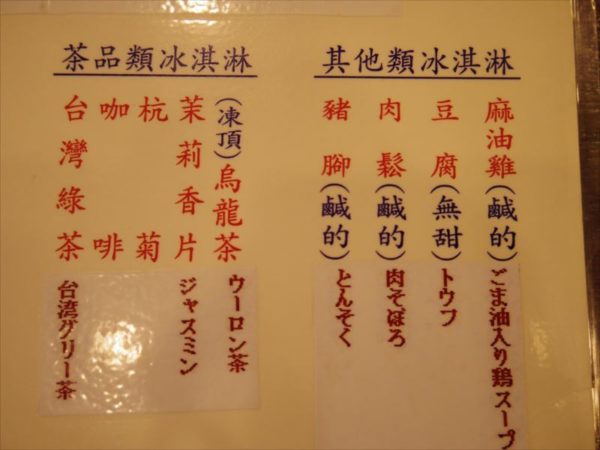 其他類冰淇淋
麻油雞(鹹的)
ごま油入り鶏スープ
豆腐(無甜)
トウフ
肉鬆(鹹的)
肉そぼろ
豬腳(鹹的)
とんそく
茶品類冰淇淋
(凍頂)烏龍茶
ウーロン茶
茉莉香片
ジャスミン
杭菊
咖啡
台灣綠茶
台湾グリー茶